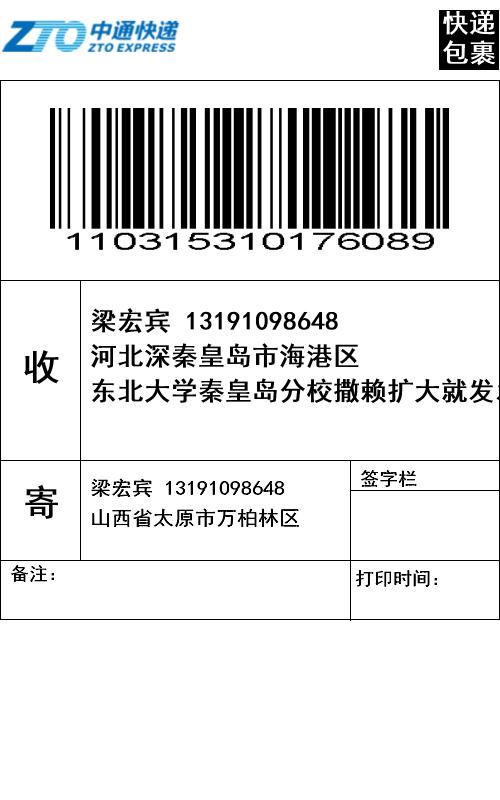 ZTO 中通快递
ZTO EXPRESS
快递
包裹
110315310176089
收
梁宏宾 13191098648
河北深秦皇岛市海港区
东北大学秦皇岛分校撒赖扩大就发
寄
梁宏宾 13191098648
山西省太原市万柏林区
签字栏
备注:
打印时间: